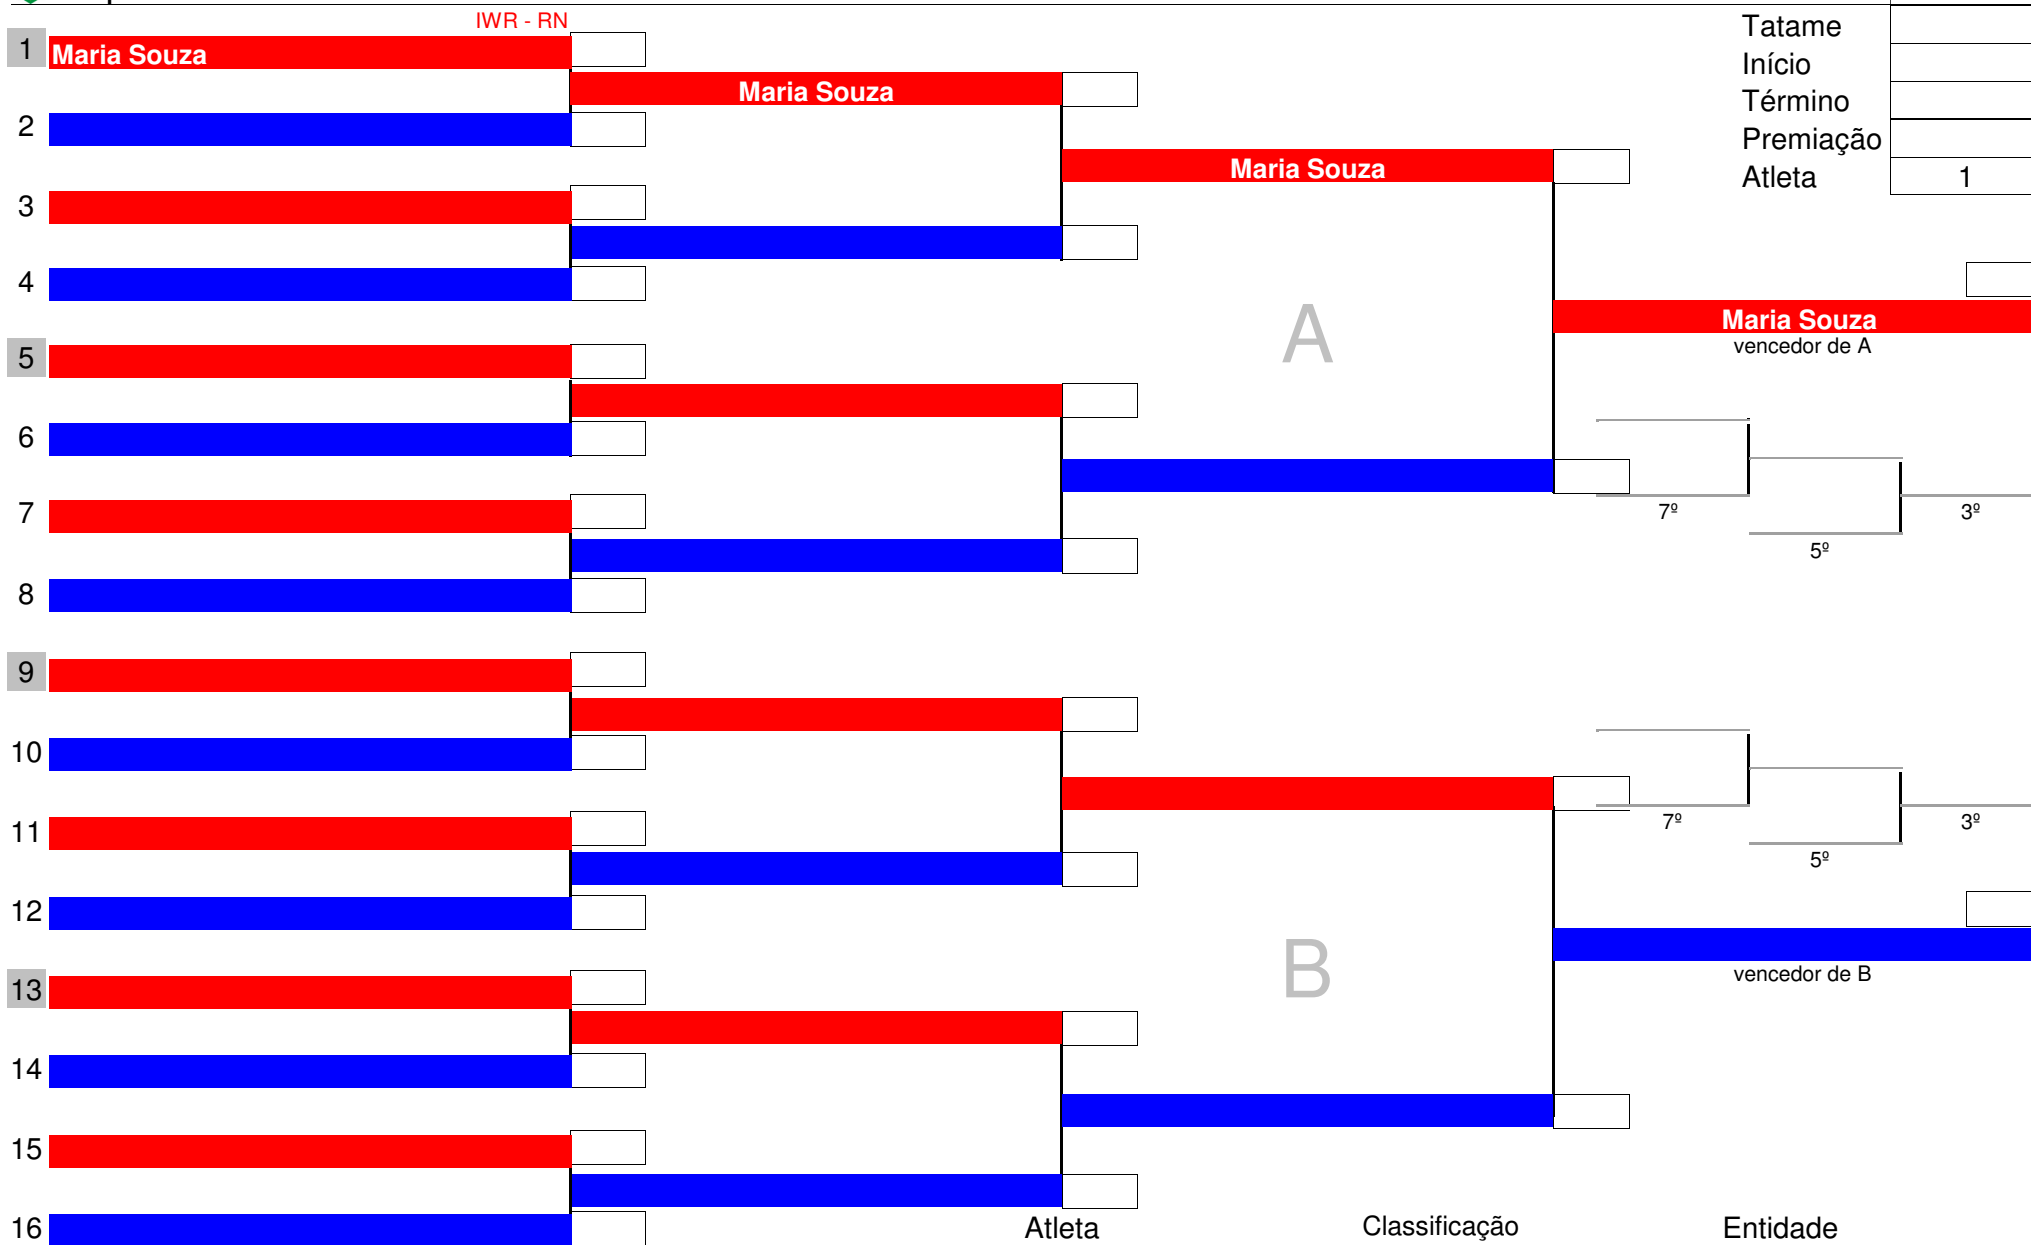 IWR - RN
Tatame
1 Maria Souza
Início
Maria Souza
Término
2
Premiação
Maria Souza
Atleta 1
3
4
Maria Souza
vencedor de A
A
5
6
7
7º 3º
5º
8
9
10
11
7º 3º
5º
12
B
vencedor de B
13
14
15
16
Atleta Classificação Entidade